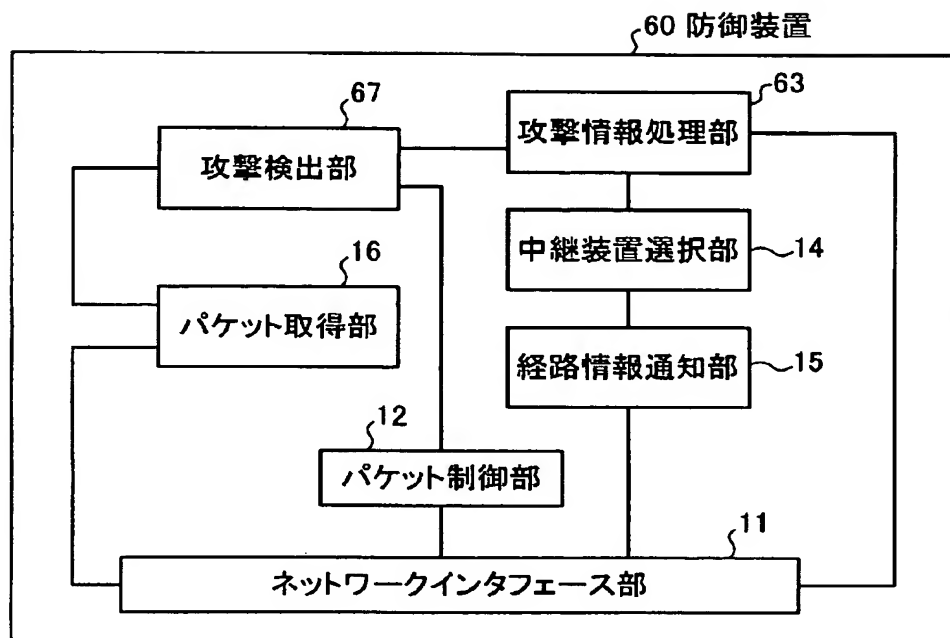 60 防御装置
67
攻撃検出部
63
攻撃情報処理部
中継装置選択部
14
16
パケット取得部
経路情報通知部
15
12
パケット制御部
11
ネットワークインタフェース部